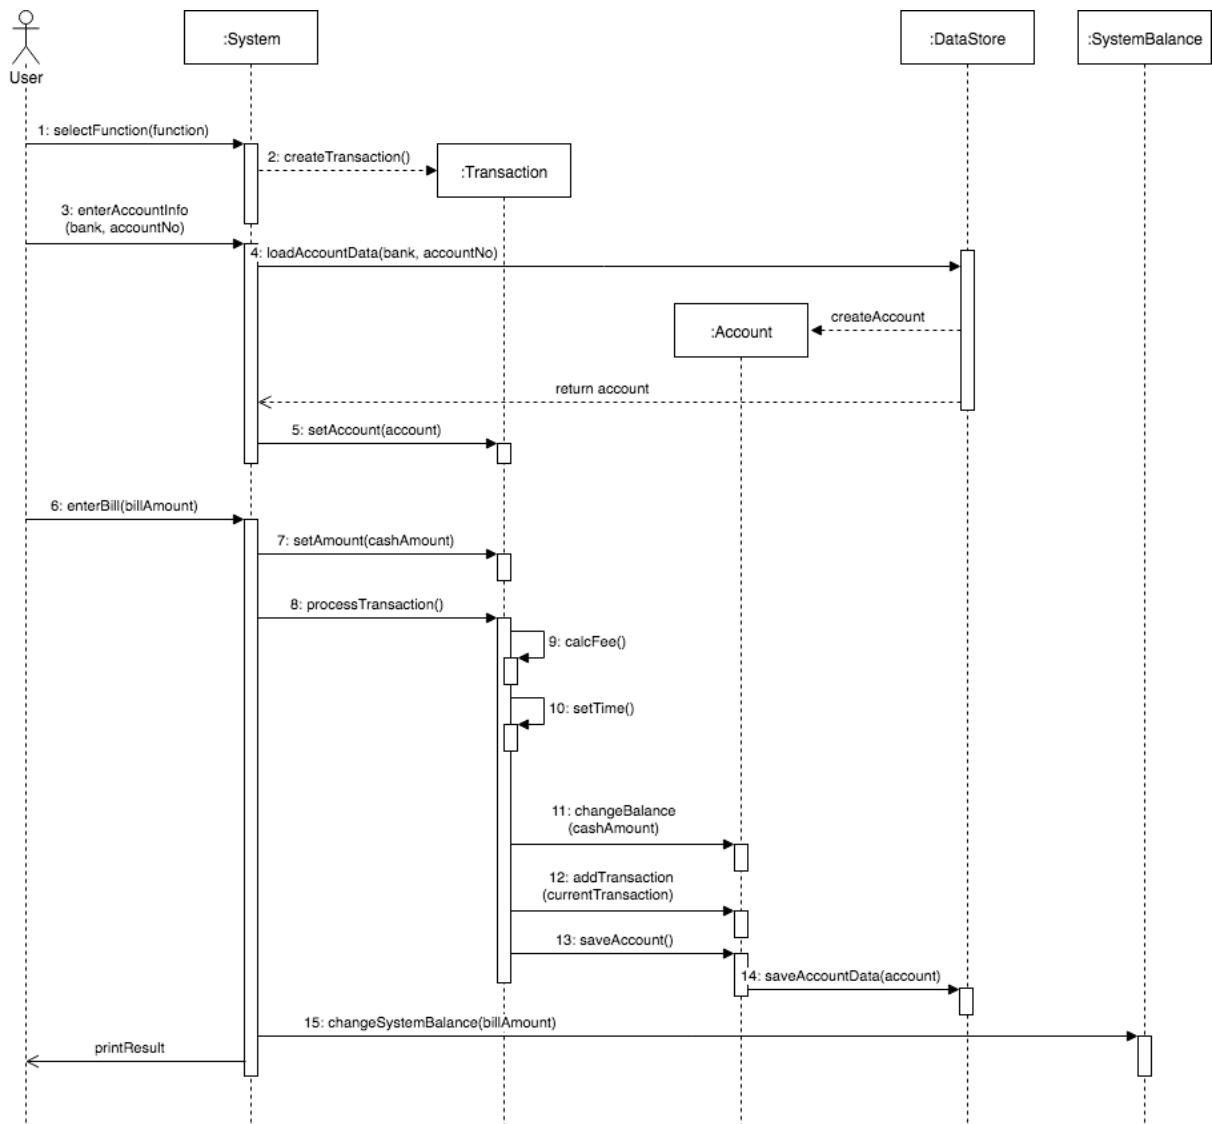 :System
:DataStore
:SystemBalance
User
1: selectFunction(function)
2: createTransaction()
:Transaction
3: enterAccountInfo
(bank, accountNo)
4: loadAccountData(bank, accountNo)
createAccount
:Account
return account
5: setAccount(account)
6: enterBill(billAmount)
7: setAmount(cashAmount)
8: processTransaction()
9: calcFee()
10: setTime()
11: changeBalance
(cashAmount)
12: addTransaction
(currentTransaction)
13: saveAccount()
14: saveAccountData(account)
15: changeSystemBalance(billAmount)
printResult